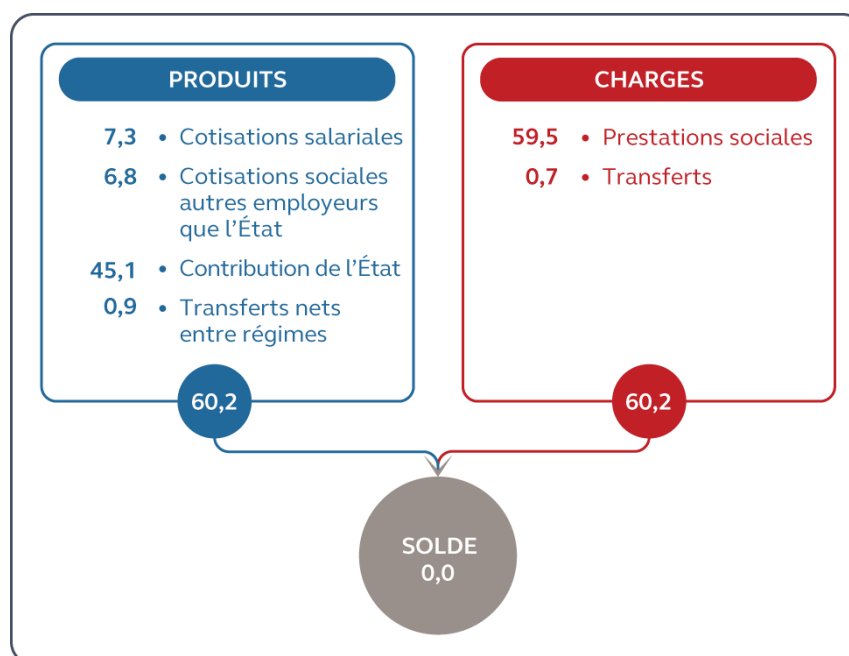 PRODUITS
7,3 • Cotisations salariales
6,8 • Cotisations sociales
autres employeurs
que l’État
45,1 • Contribution de l’État
0,9 • Transferts nets
entre régimes
60,2
CHARGES
59,5 • Prestations sociales
0,7 • Transferts
60,2
SOLDE
0,0